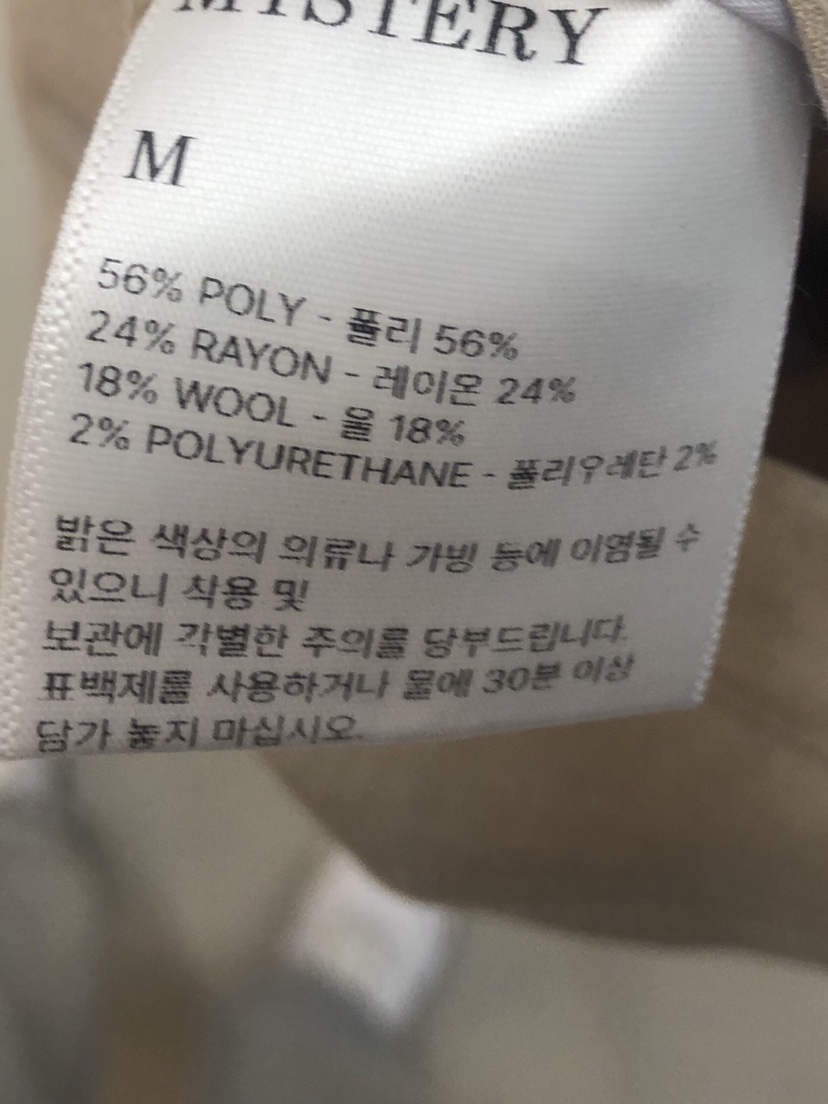 MYSTERY
M
56% POLY - 폴리 56%
24% RAYON - 레이온 24%
18% WOOL - 울 18%
2% POLYURETHANE - 폴리우레탄 2%
밝은 색상의 의류나 가방 등에 이염될 수
있으니 착용 및
보관에 각별한 주의를 당부드립니다.
표백제를 사용하거나 물에 30분 이상
담가 놓지 마십시오.